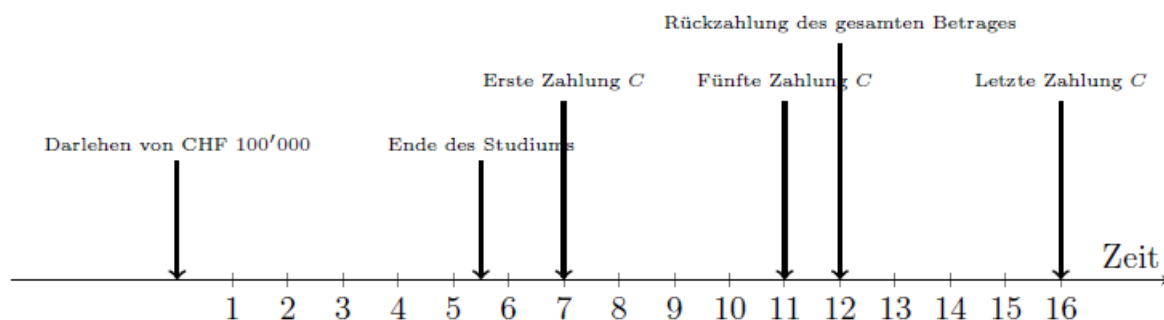 Rückzahlung des gesamten Betrages
Erste Zahlung C
Fünfte Zahlung C
Letzte Zahlung C
Darlehen von CHF 100′000
Ende des Studiums
Zeit
1 2 3 4 5 6 7 8 9 10 11 12 13 14 15 16